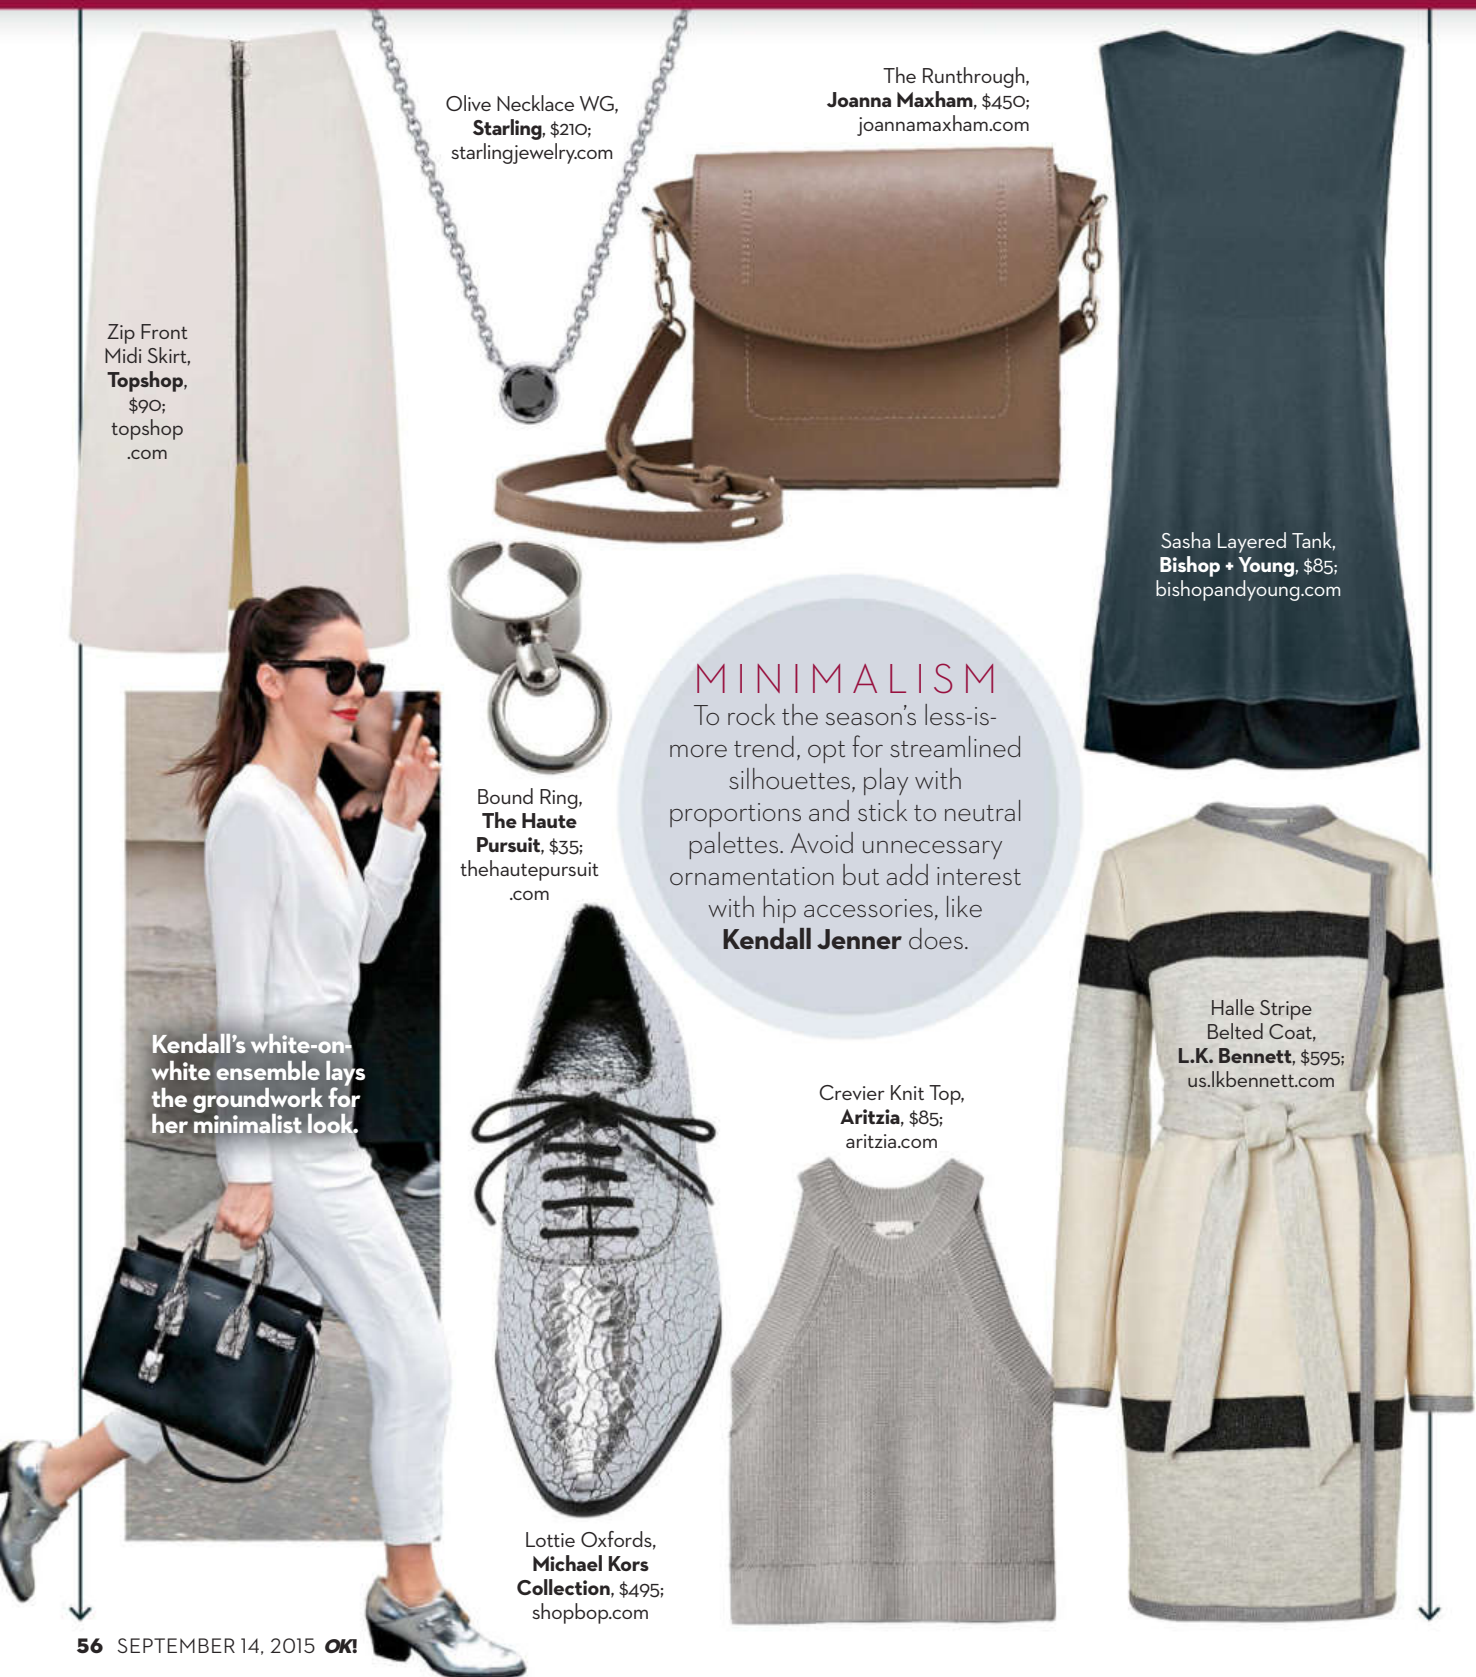 Olive Necklace WG,
Starling, $210;
starlingjewelry.com
The Runthrough,
Joanna Maxham, $450;
joannamaxham.com
Zip Front
Midi Skirt,
Topshop,
$90;
topshop
.com
Sasha Layered Tank,
Bishop + Young, $85;
bishopandyoung.com
MINIMALISM
To rock the season's less-is-
more trend, opt for streamlined
silhouettes, play with
proportions and stick to neutral
palettes. Avoid unnecessary
ornamentation but add interest
with hip accessories, like
Kendall Jenner does.
Bound Ring,
The Haute
Pursuit, $35;
thehautepursuit
.com
Kendall's white-on-
white ensemble lays
the groundwork for
her minimalist look.
Halle Stripe
Belted Coat,
L.K. Bennett, $595;
us.lkbennett.com
Crevier Knit Top,
Aritzia, $85;
aritzia.com
Lottie Oxfords,
Michael Kors
Collection, $495;
shopbop.com
56 SEPTEMBER 14, 2015 OK!